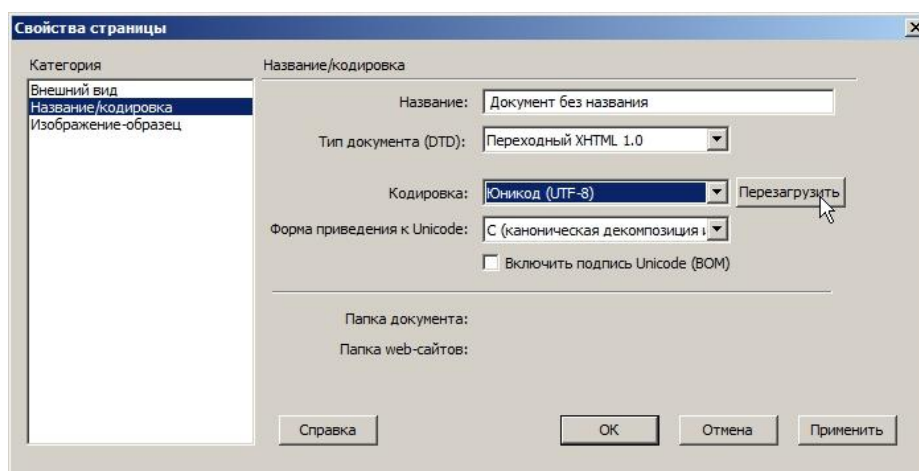 Свойства страницы
Категория
Внешний вид
Название/кодировка
Изображение-образец
Название/кодировка
Название: Документ без названия
Тип документа (DTD): Переходный XHTML 1.0
Кодировка: Юникод (UTF-8) Перезагрузить
Форма приведения к Unicode: С (каноническая декомпозиция и
Включить подпись Unicode (BOM)
Папка документа:
Папка web-сайтов:
Справка OK Отмена Применить